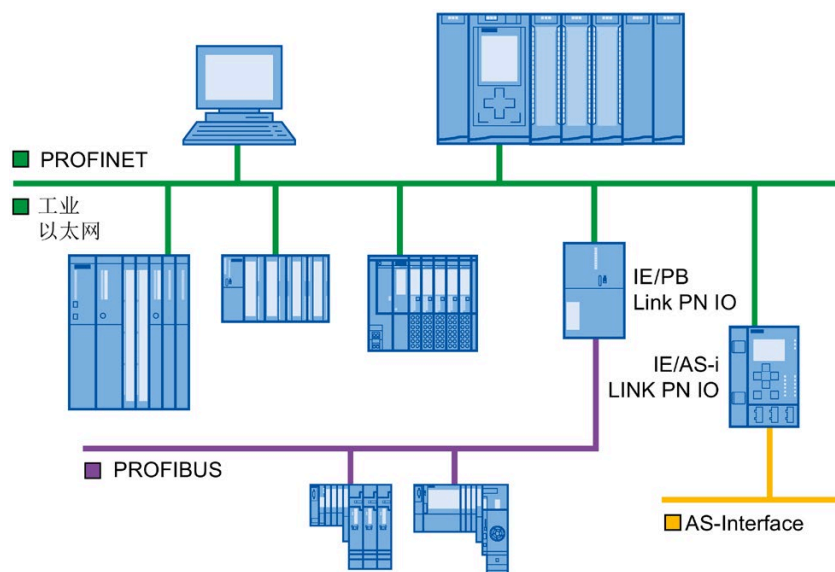 PROFINET
工业
以太网
IE/PB
Link PN IO
IE/AS-i
LINK PN IO
PROFIBUS
AS-Interface